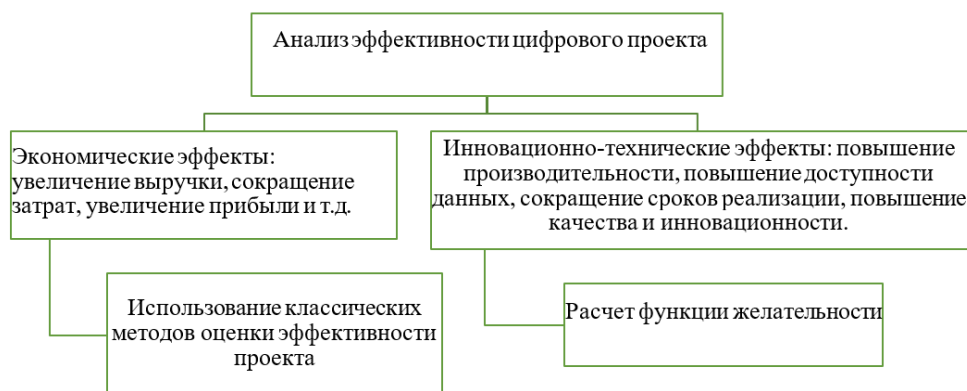 Анализ эффективности цифрового проекта
Экономические эффекты:
увеличение выручки, сокращение
затрат, увеличение прибыли и т.д.
Инновационно-технические эффекты: повышение
производительности, повышение доступности
данных, сокращение сроков реализации, повышение
качества и инновационности.
Использование классических
методов оценки эффективности
проекта
Расчет функции желательности